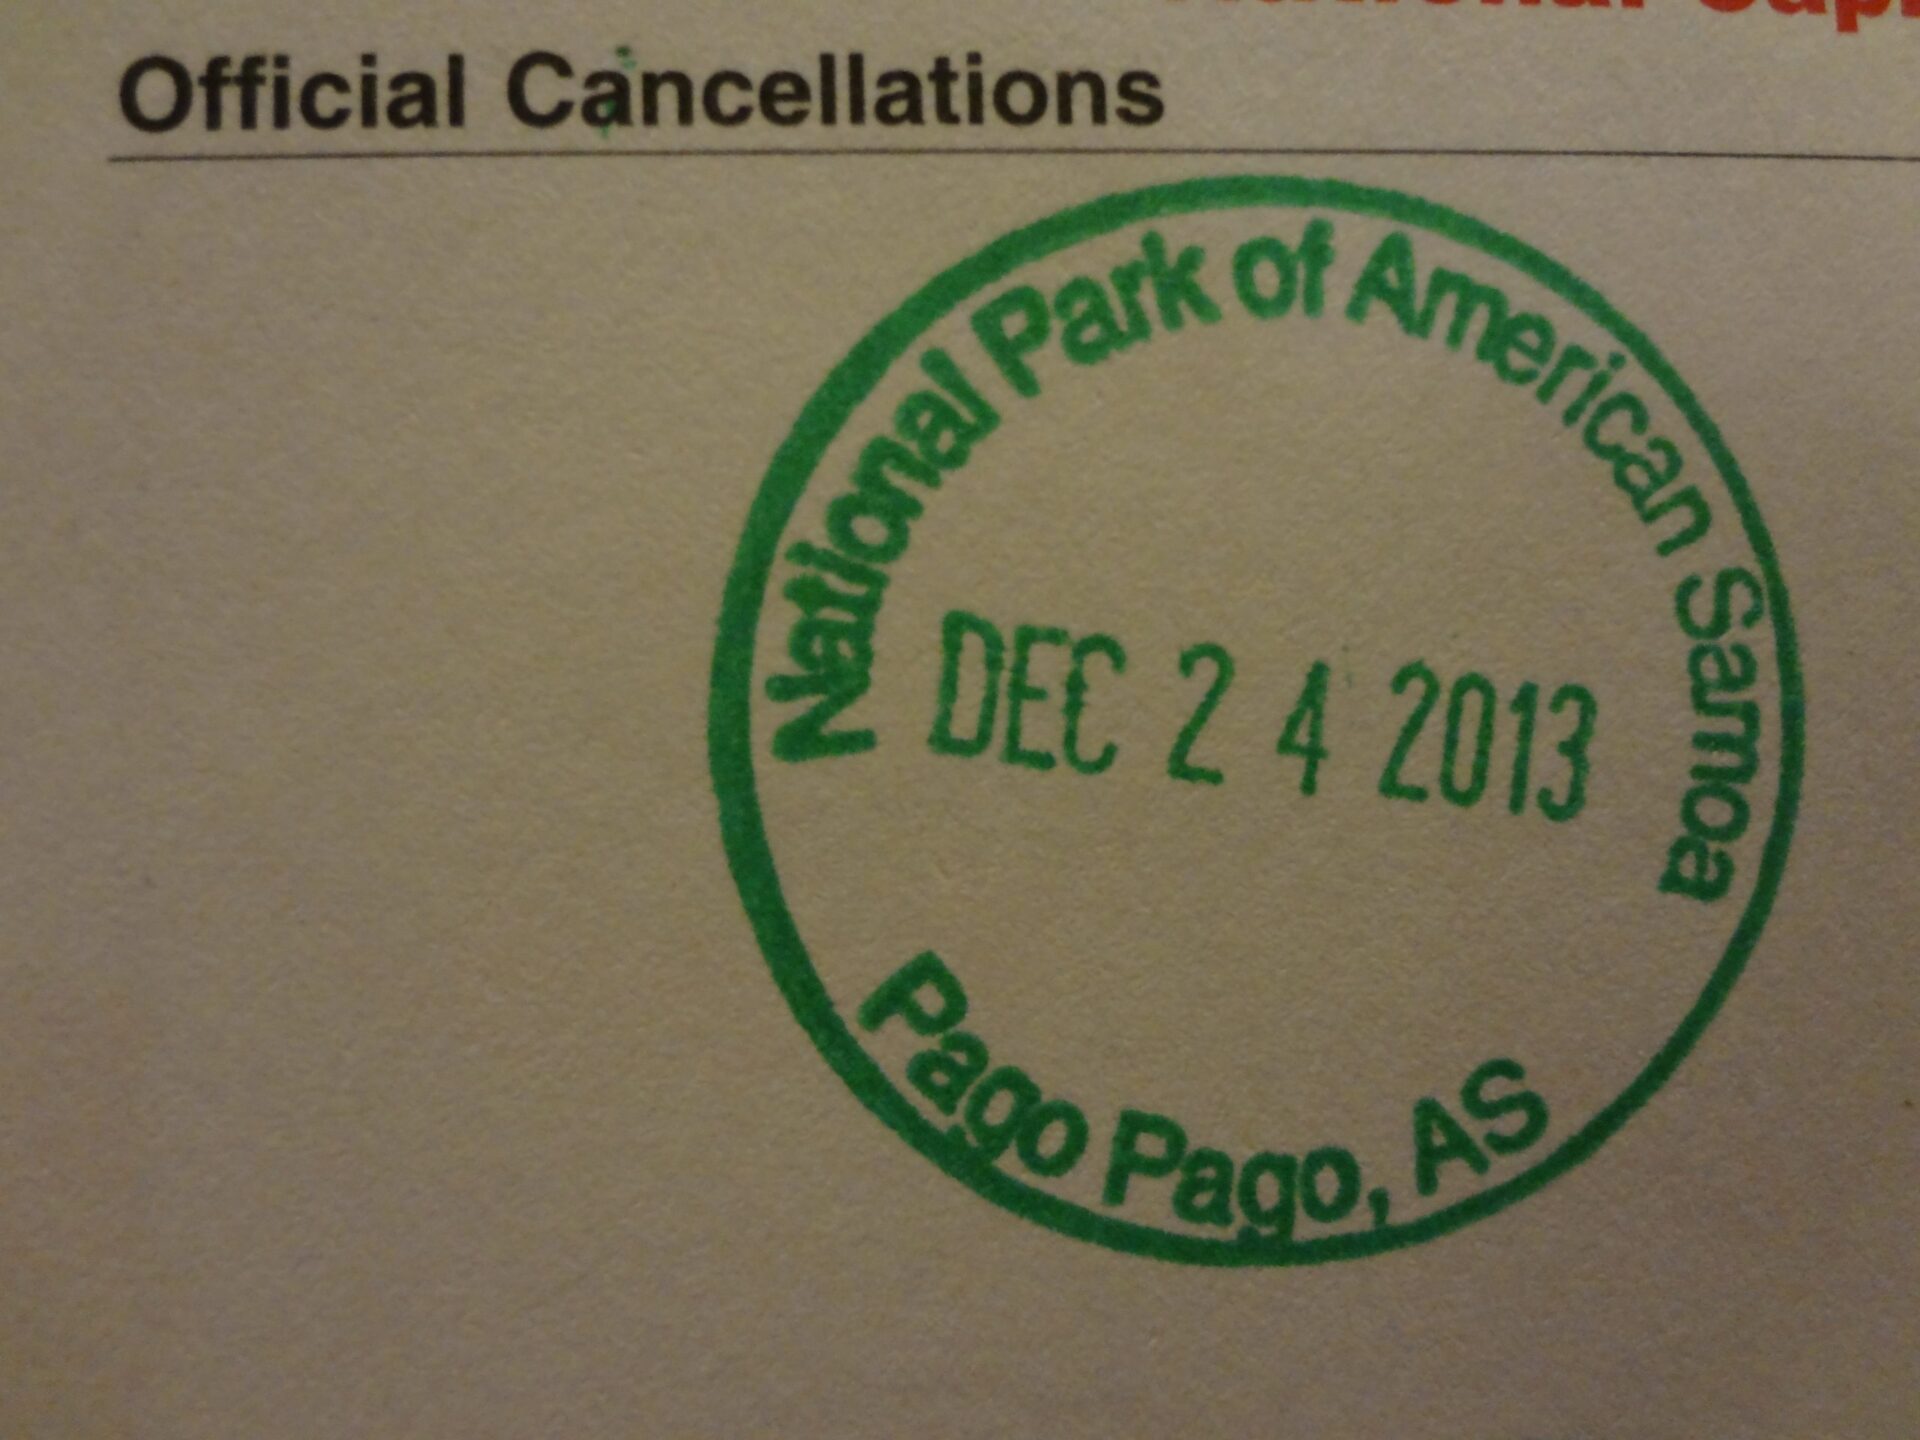 Official Cancellations
National Park of American Samoa
DEC 24 2013
Pago Pago, AS